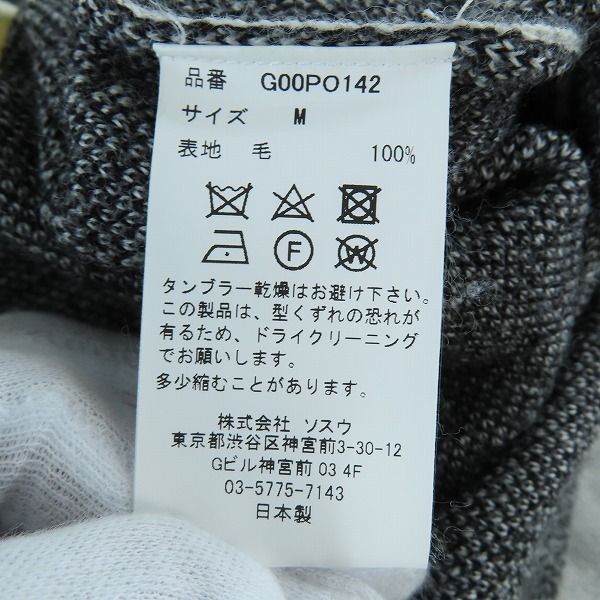 品番 G00PO142
サイズ M
表地 毛 100%
F W
タンブラー乾燥はお避け下さい。
この製品は、型くずれの恐れが
有るため、ドライクリーニング
でお願いします。
多少縮むことがあります。
株式会社 ソスウ
東京都渋谷区神宮前3-30-12
Gビル神宮前 03 4F
03-5775-7143
日本製